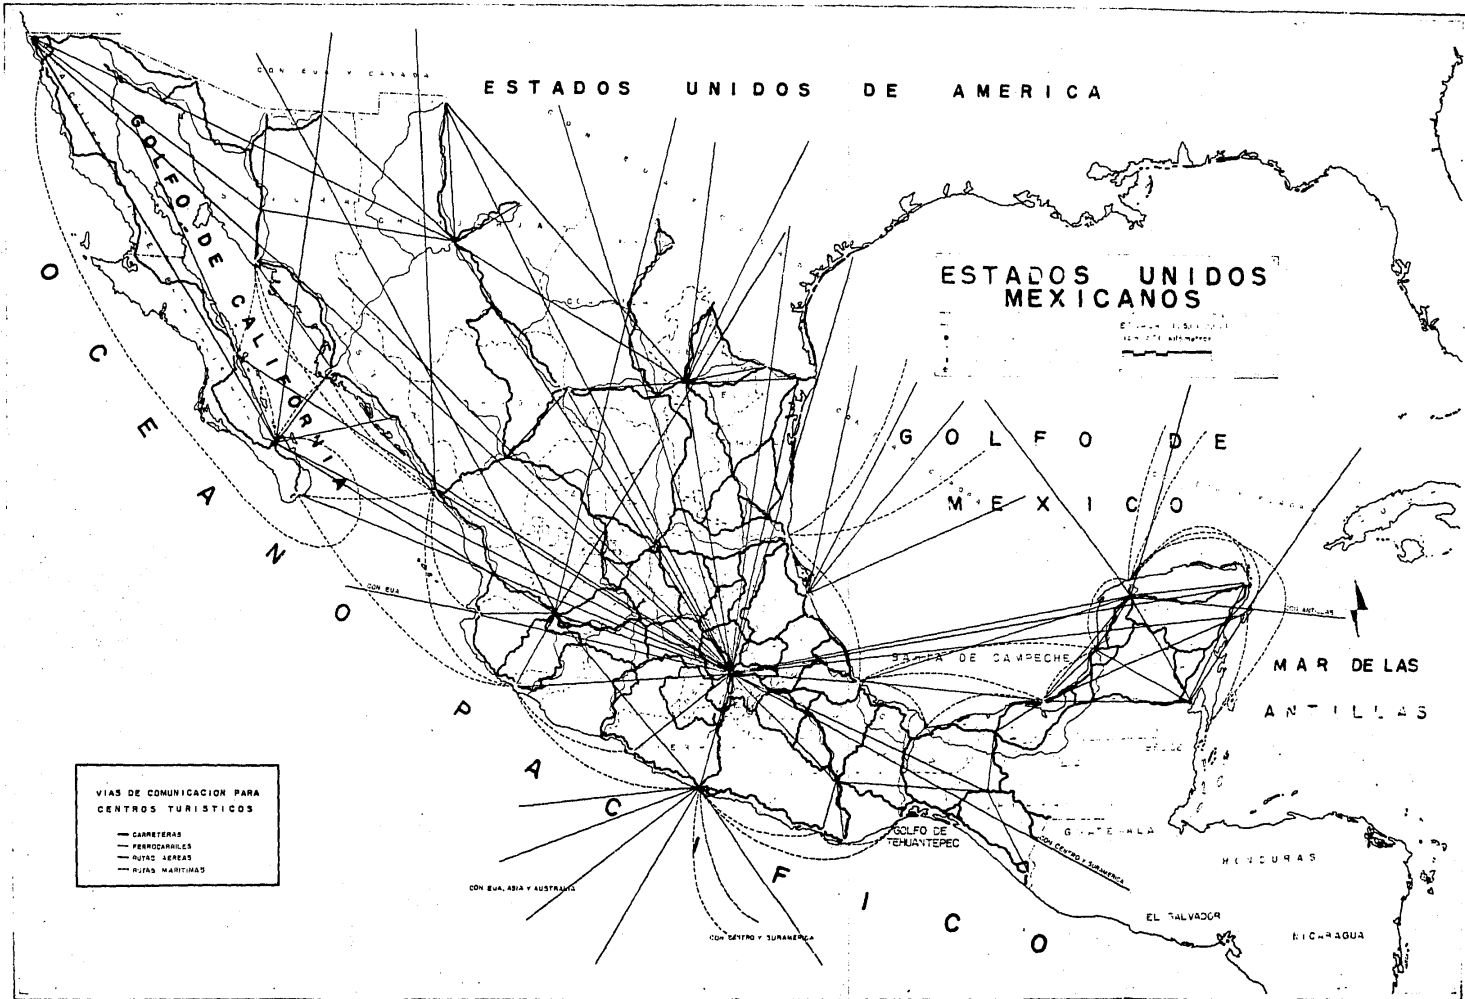 CON EUA Y CANADA
ESTADOS UNIDOS DE AMERICA
GOLFO DE CALIFORNIA
ESTADOS UNIDOS
MEXICANOS
GOLFO DE
MEXICO
OCEANO PACIFICO
CON EUA
CON ANTILLAS
MAR DE LAS
ANTILLAS
DE CAMPECHE
VIAS DE COMUNICACION PARA
CENTROS TURISTICOS
CARRETERAS
FERROCARRILES
RUTAS AEREAS
RUTAS MARITIMAS
GOLFO DE
TEHUANTEPEC
GUATEMALA
HONDURAS
CON CENTRO Y SURAMERICA
CON EUA, ASIA Y AUSTRALIA
CON CENTRO Y SURAMERICA
EL SALVADOR
NICARAGUA